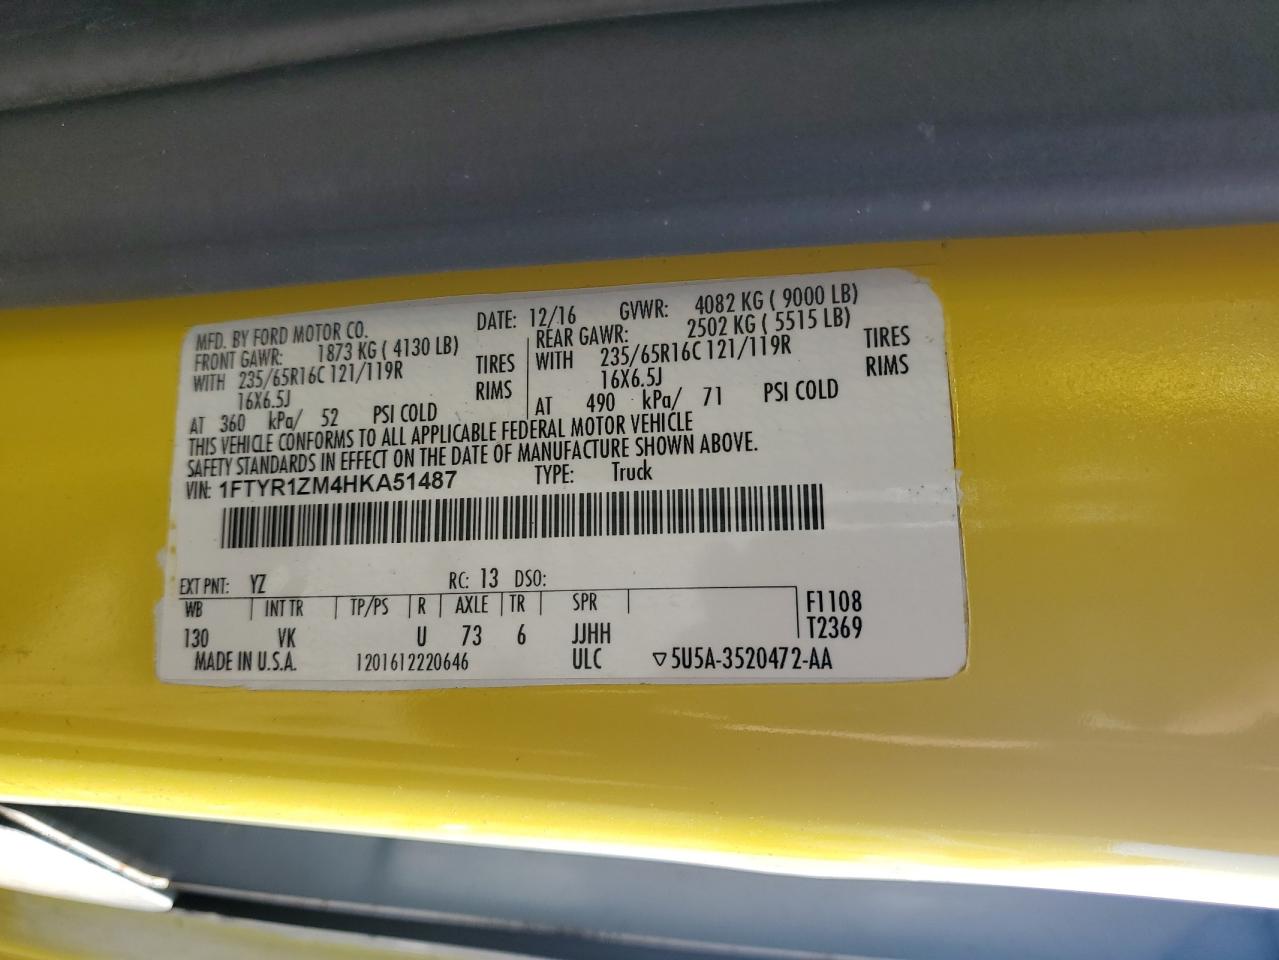 MFD. BY FORD MOTOR CO. DATE: 12/16 GVWR: 4082 KG ( 9000 LB)
FRONT GAWR: 1873 KG ( 4130 LB) REAR GAWR: 2502 KG ( 5515 LB)
WITH 235/65R16C 121/119R TIRES WITH 235/65R16C 121/119R TIRES
16X6.5J RIMS 16X6.5J RIMS
AT 360 kPa/ 52 PSI COLD AT 490 kPa/ 71 PSI COLD
THIS VEHICLE CONFORMS TO ALL APPLICABLE FEDERAL MOTOR VEHICLE
SAFETY STANDARDS IN EFFECT ON THE DATE OF MANUFACTURE SHOWN ABOVE.
VIN: 1FTYR1ZM4HKA51487 TYPE: Truck
EXT PNT: YZ RC: 13 DSO:
WB INT TR TP/PS R AXLE TR SPR F1108
130 VK U 73 6 JJHH T2369
MADE IN U.S.A. 1201612220646 ULC ▽5U5A-3520472-AA